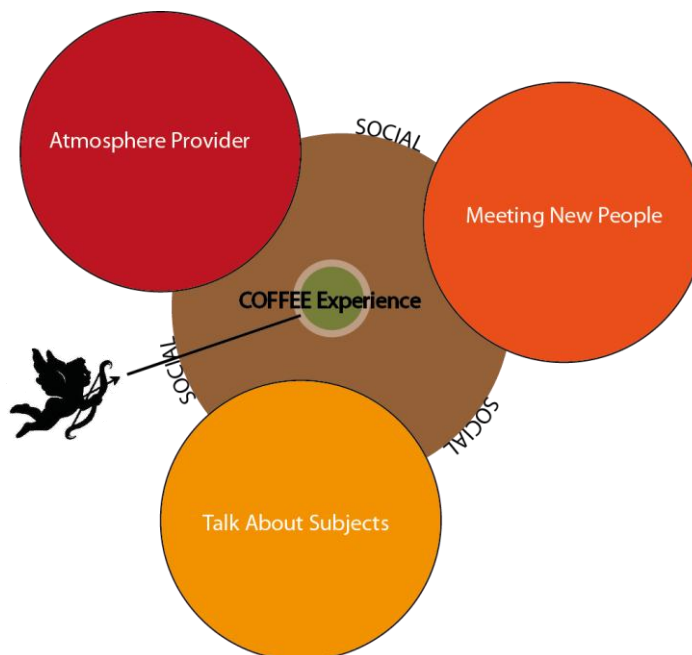 SOCIAL
Atmosphere Provider
Meeting New People
COFFEE Experience
SOCIAL
SOCIAL
Talk About Subjects